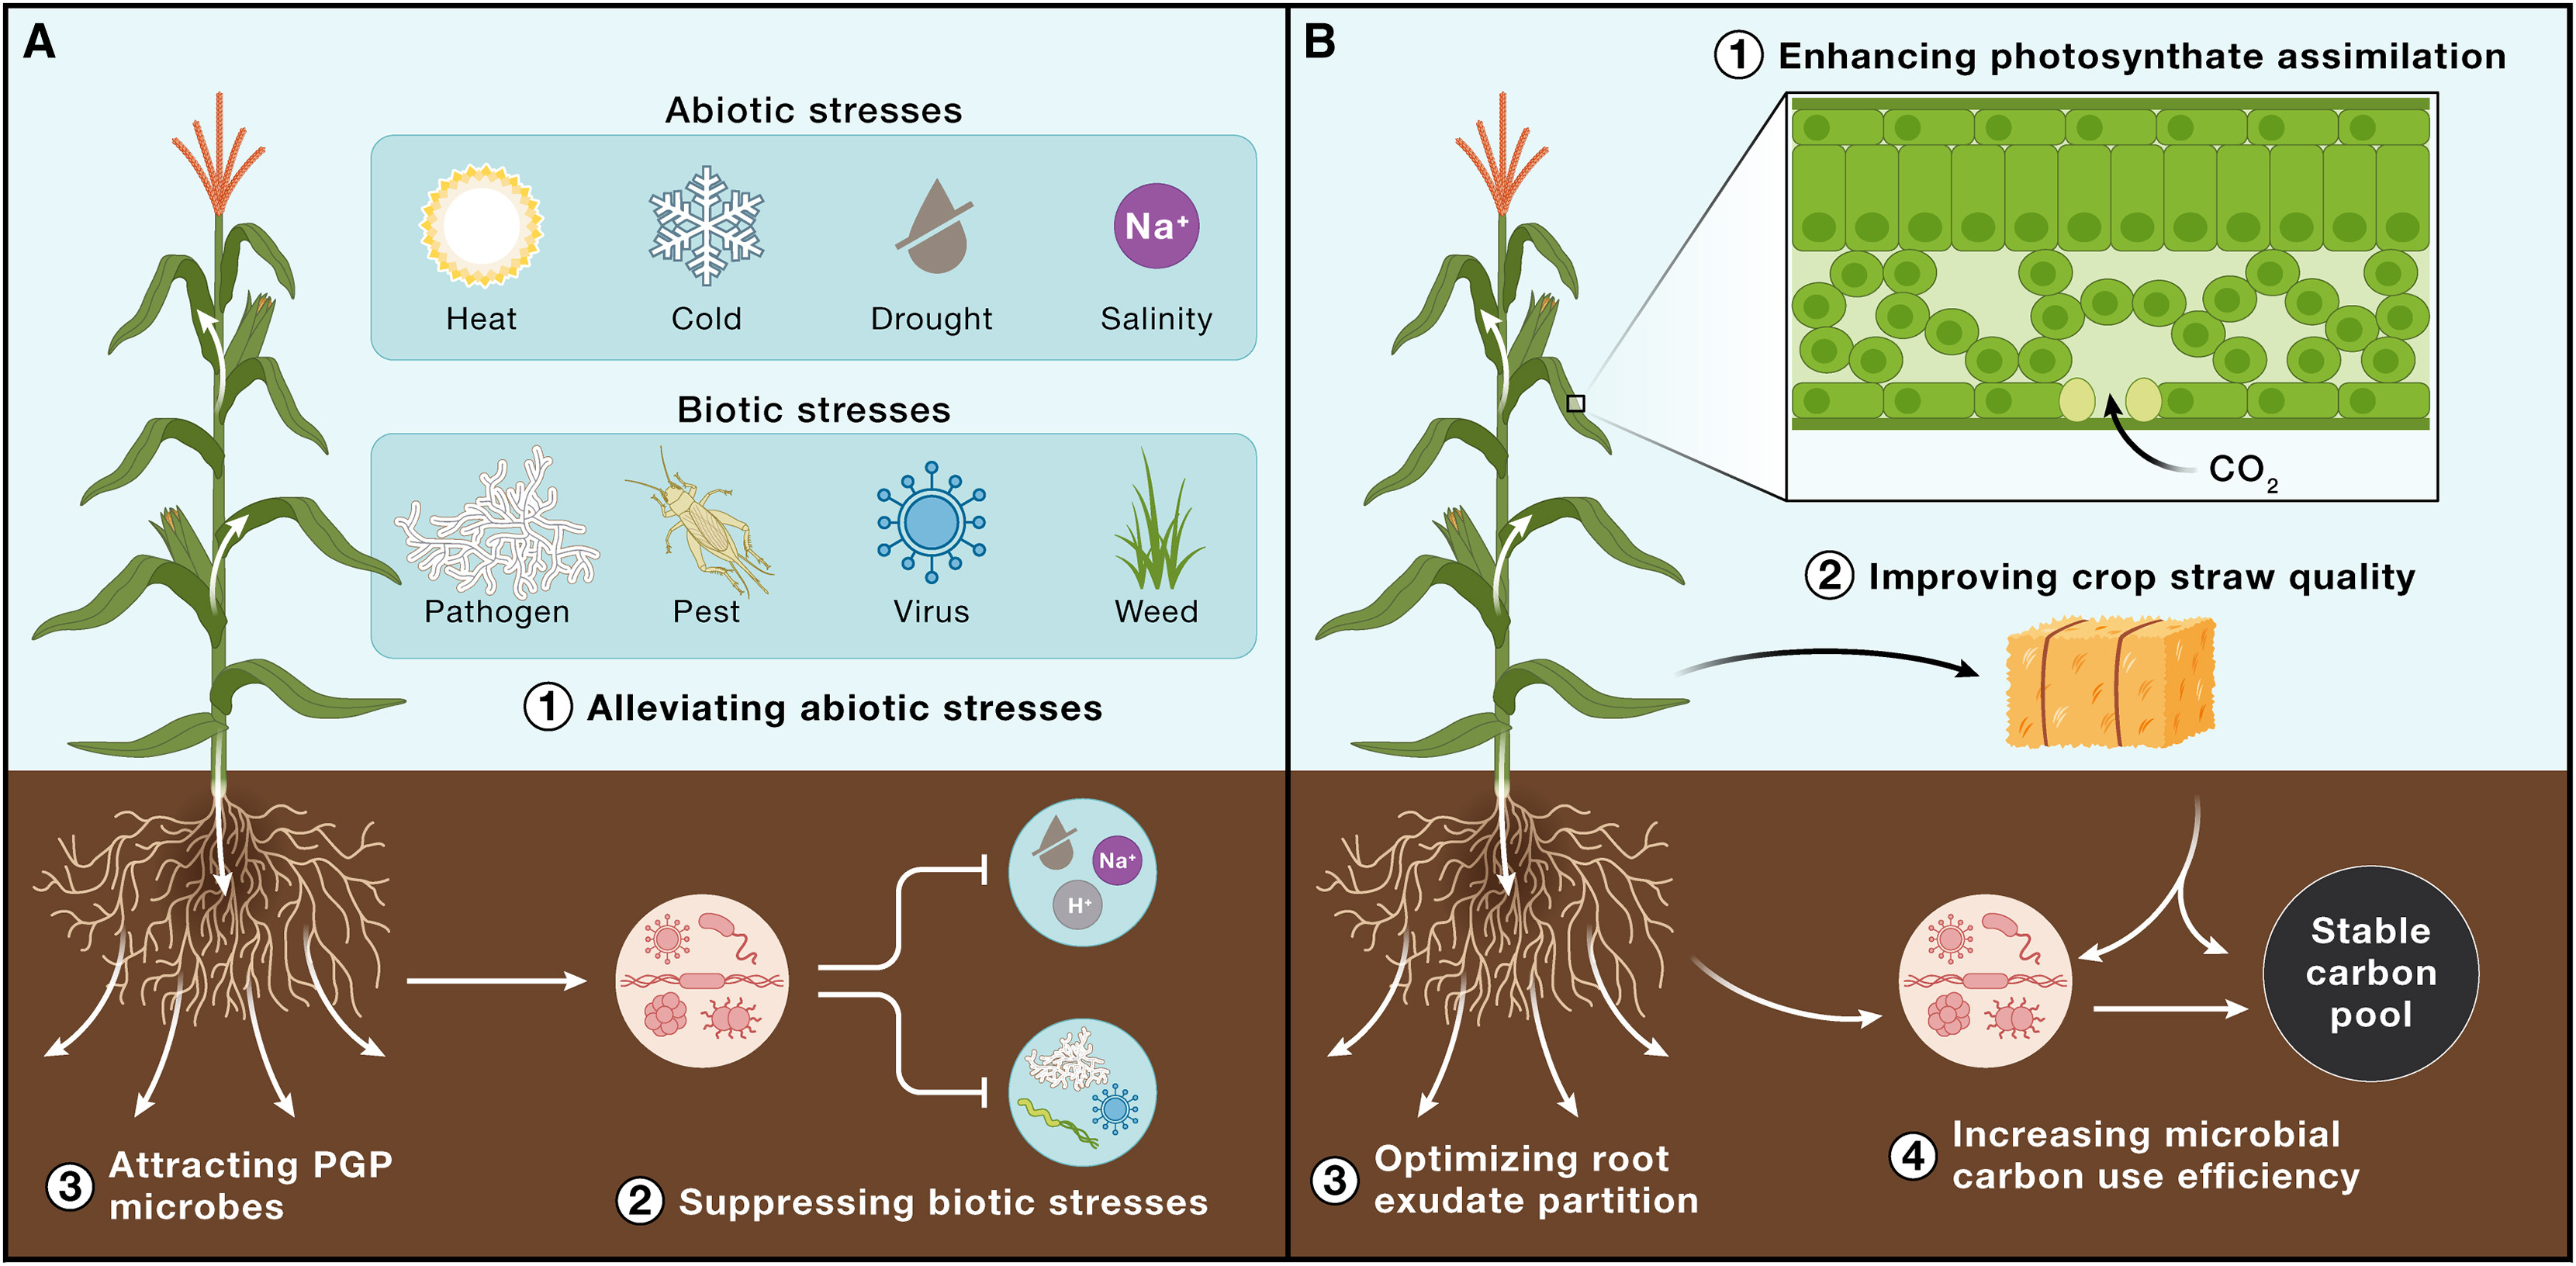 A
Abiotic stresses
Heat
Cold
Drought
Na⁺
Salinity
Biotic stresses
Pathogen
Pest
Virus
Weed
1 Alleviating abiotic stresses
Na⁺
H⁺
3 Attracting PGP
microbes
2 Suppressing biotic stresses
B
1 Enhancing photosynthate assimilation
CO₂
2 Improving crop straw quality
Stable
carbon
pool
3 Optimizing root
exudate partition
4 Increasing microbial
carbon use efficiency